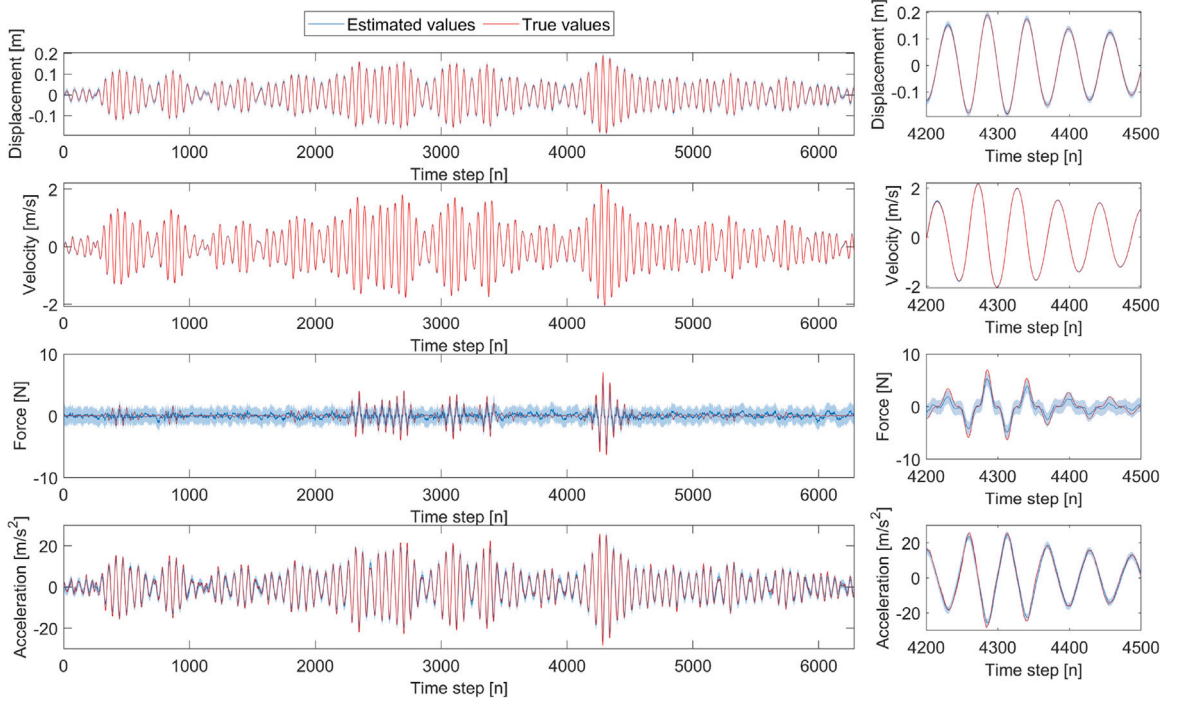 Estimated values True values
Displacement [m]
0.2
0.1
0
-0.1
0 1000 2000 3000 4000 5000 6000
Time step [n]
Displacement [m]
0.2
0.1
0
-0.1
4200 4300 4400 4500
Time step [n]
Velocity [m/s]
2
0
-2
0 1000 2000 3000 4000 5000 6000
Time step [n]
Velocity [m/s]
2
0
-2
4200 4300 4400 4500
Time step [n]
Force [N]
10
0
-10
0 1000 2000 3000 4000 5000 6000
Time step [n]
Force [N]
10
0
-10
4200 4300 4400 4500
Time step [n]
Acceleration [m/s²]
20
0
-20
0 1000 2000 3000 4000 5000 6000
Time step [n]
Acceleration [m/s²]
20
0
-20
4200 4300 4400 4500
Time step [n]